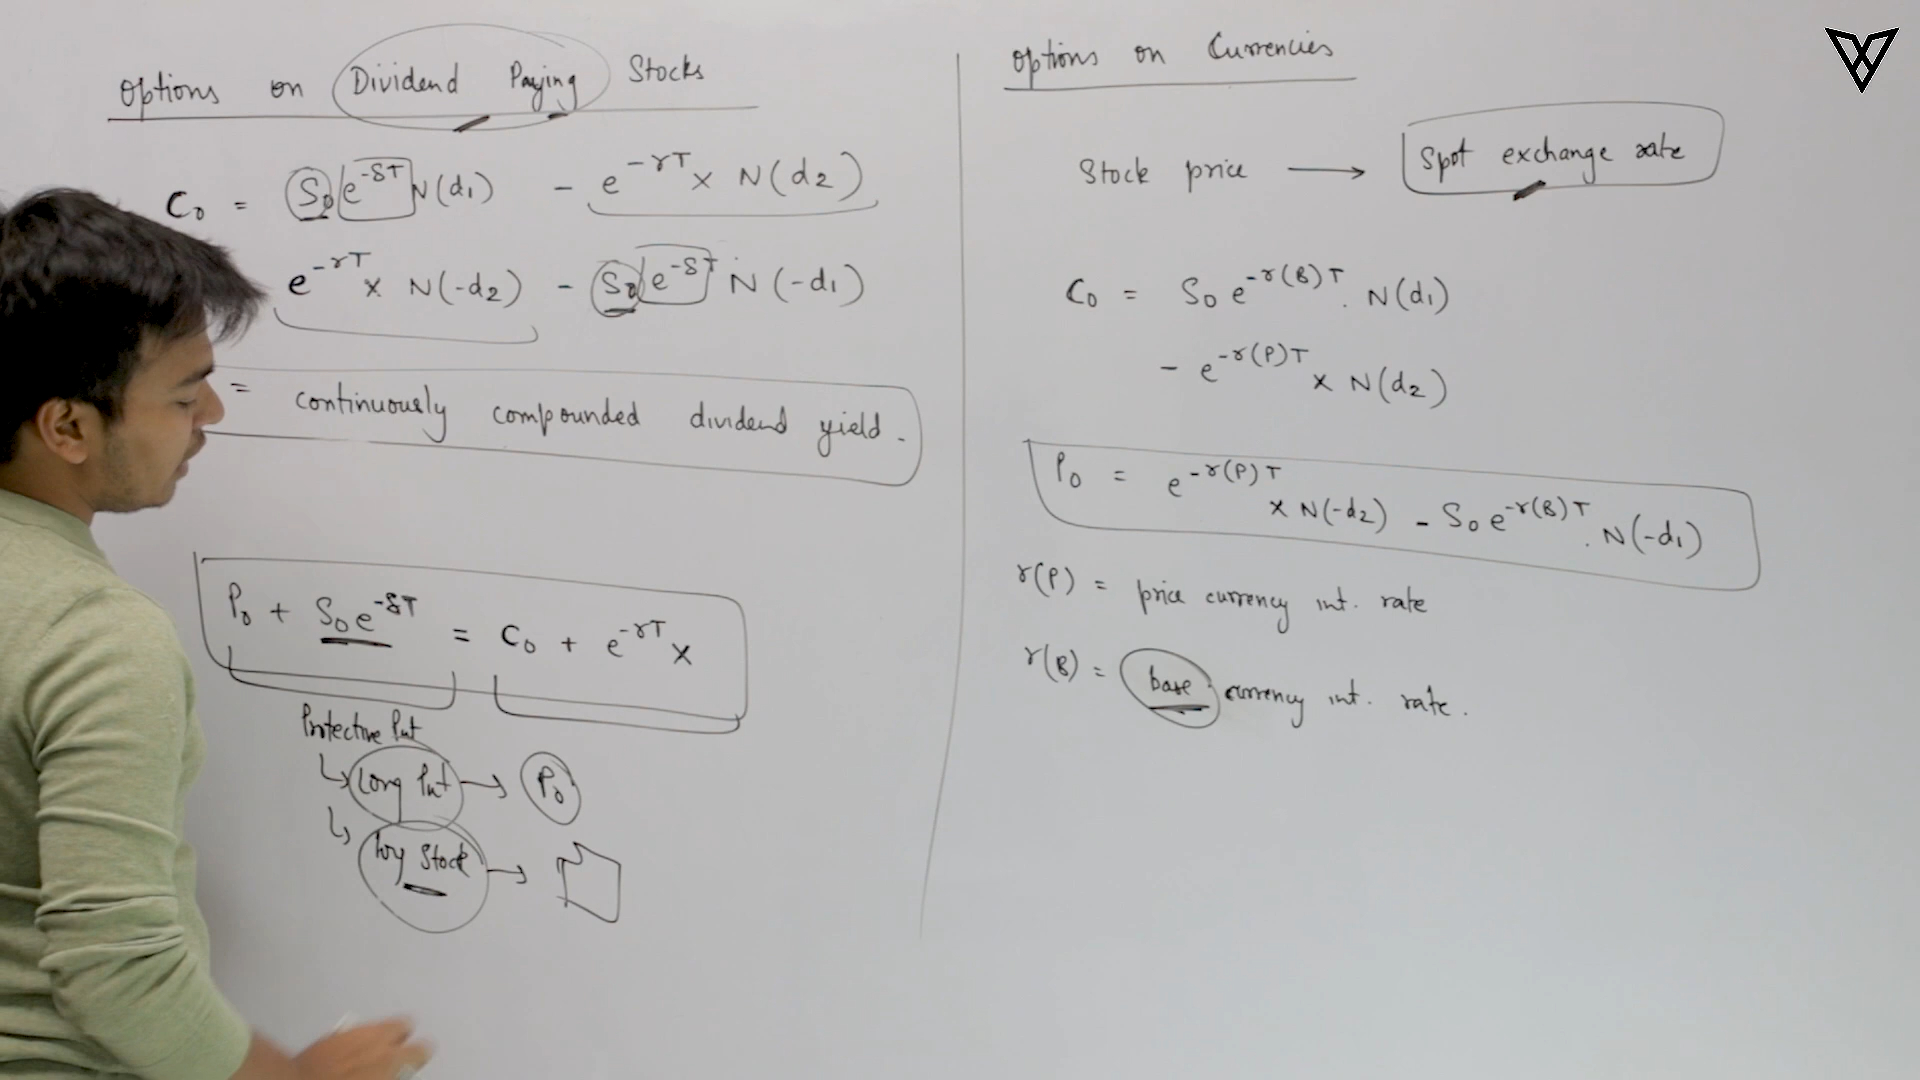 Options on Dividend Paying Stocks
C₀ = S₀ e^-δT N(d₁) - e^-rT X N(d₂)
e^-rT X N(-d₂) - S₀ e^-δT N(-d₁)
= continuously compounded dividend yield.
P₀ + S₀e^-δT = C₀ + e^-rT X
Protective Put
↳ Long Put → P₀
↳ Stock →
Options on Currencies
Stock price → Spot exchange rate
C₀ = S₀ e^-r(B)T . N(d₁)
- e^-r(P)T X N(d₂)
P₀ = e^-r(P)T X N(-d₂) - S₀ e^-r(B)T . N(-d₁)
r(P) = price currency int. rate
r(B) = base currency int. rate.